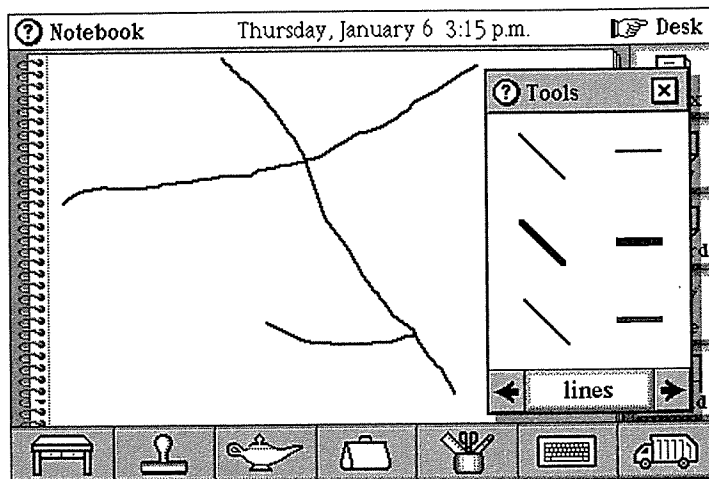 ? Notebook Thursday, January 6 3:15 p.m. Desk
? Tools x
x
d
lines
d